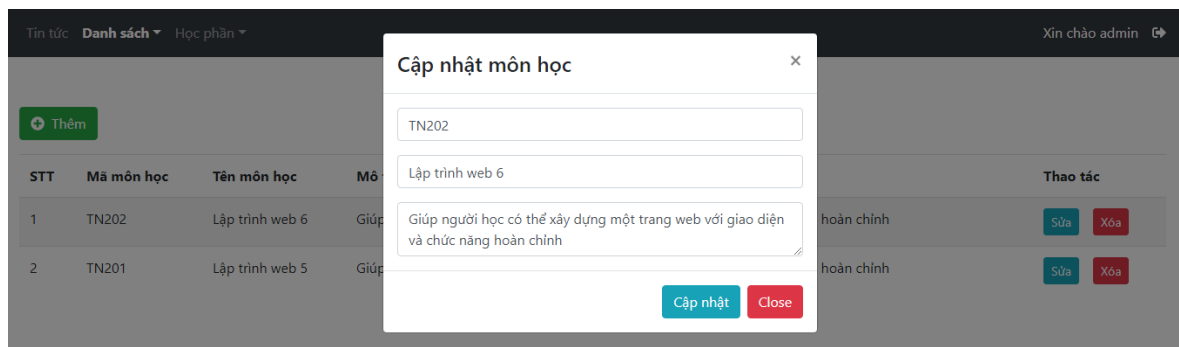 Tin tức Danh sách Học phần Xin chào admin
Cập nhật môn học ×
Thêm
TN202
Lập trình web 6
Giúp người học có thể xây dựng một trang web với giao diện
và chức năng hoàn chỉnh
Cập nhật Close
STT Mã môn học Tên môn học Mô Thao tác
1 TN202 Lập trình web 6 Giúp hoàn chỉnh Sửa Xóa
2 TN201 Lập trình web 5 Giúp hoàn chỉnh Sửa Xóa